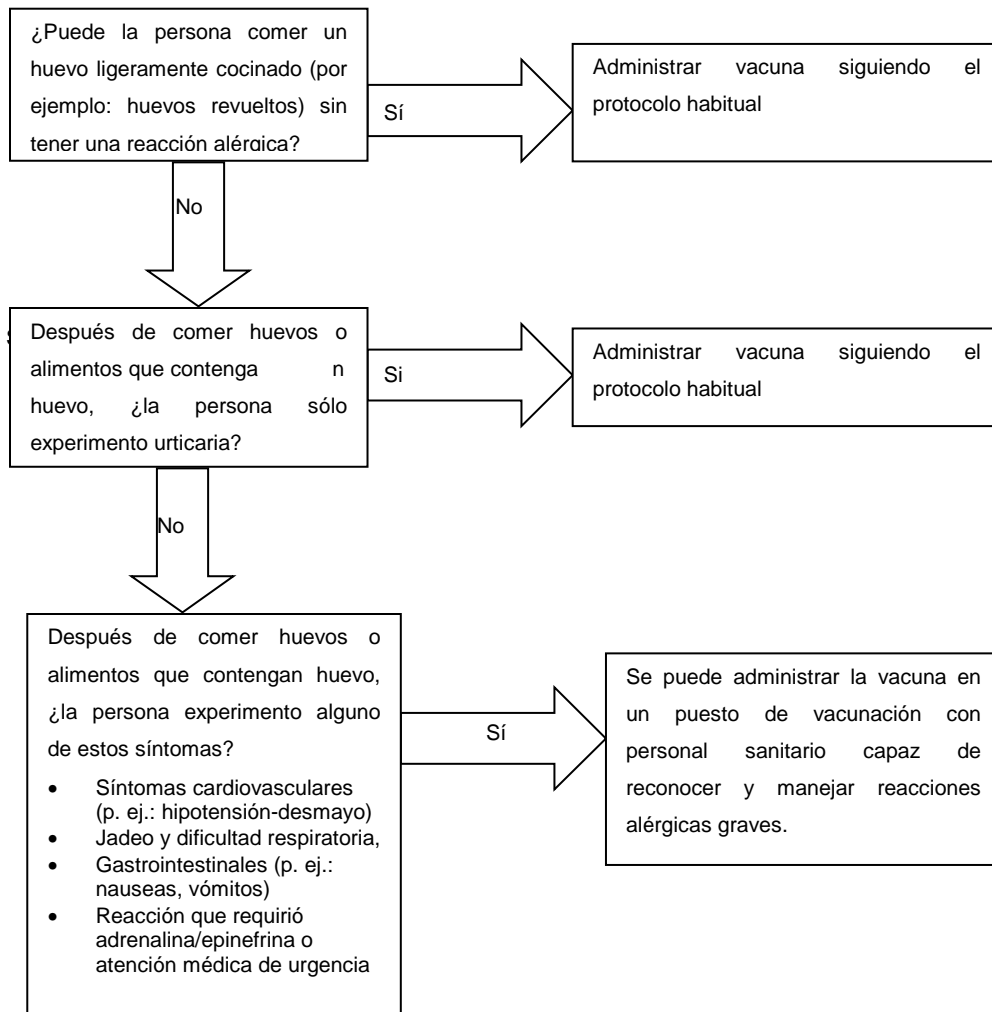 ¿Puede la persona comer un
huevo ligeramente cocinado (por
ejemplo: huevos revueltos) sin
tener una reacción alérgica?
Sí
Administrar vacuna siguiendo el
protocolo habitual
No
Después de comer huevos o
alimentos que contenga n
huevo, ¿la persona sólo
experimento urticaria?
Si
Administrar vacuna siguiendo el
protocolo habitual
No
Después de comer huevos o
alimentos que contengan huevo,
¿la persona experimento alguno
de estos síntomas?
• Síntomas cardiovasculares
(p. ej.: hipotensión-desmayo)
• Jadeo y dificultad respiratoria,
• Gastrointestinales (p. ej.:
nauseas, vómitos)
• Reacción que requirió
adrenalina/epinefrina o
atención médica de urgencia
Sí
Se puede administrar la vacuna en
un puesto de vacunación con
personal sanitario capaz de
reconocer y manejar reacciones
alérgicas graves.